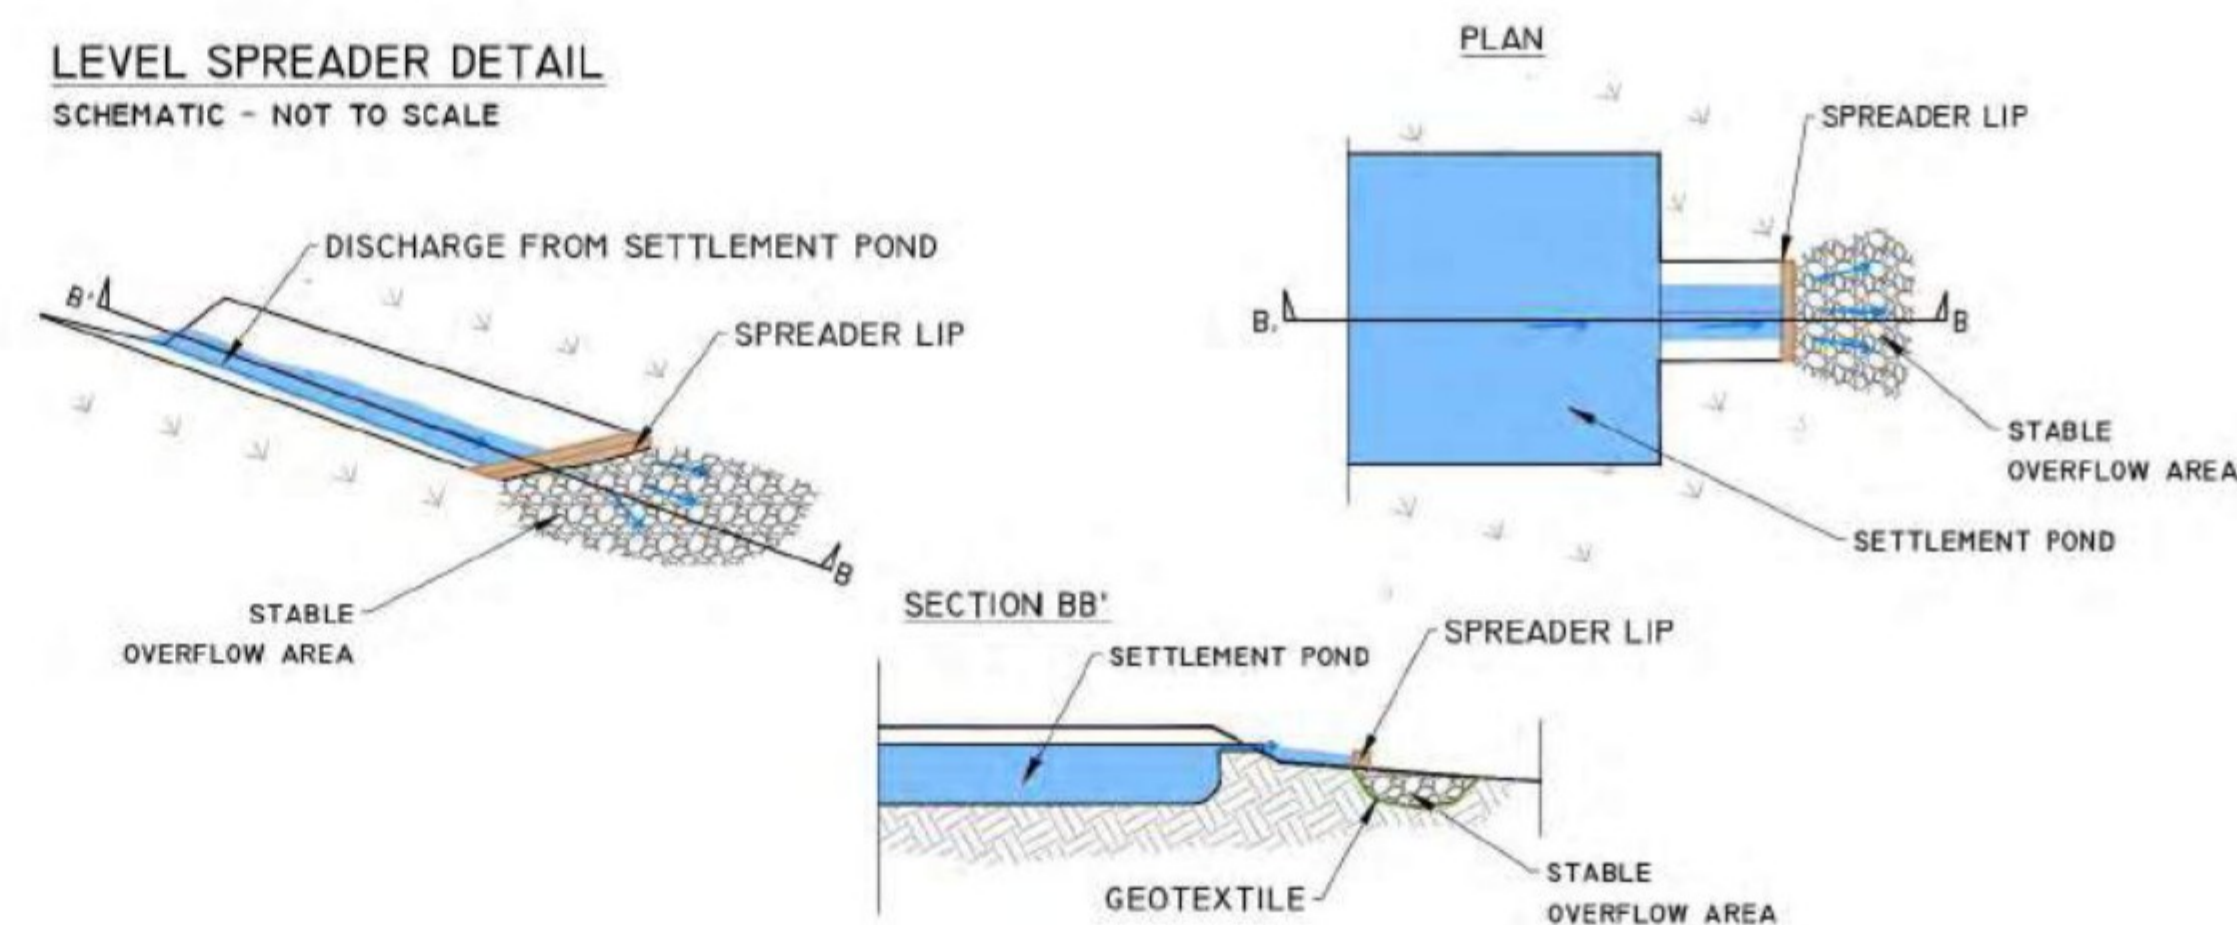 LEVEL SPREADER DETAIL
SCHEMATIC - NOT TO SCALE
DISCHARGE FROM SETTLEMENT POND
B'
SPREADER LIP
B
STABLE
OVERFLOW AREA
PLAN
SPREADER LIP
B,
B
STABLE
OVERFLOW AREA
SETTLEMENT POND
SECTION BB'
SPREADER LIP
SETTLEMENT POND
GEOTEXTILE
STABLE
OVERFLOW AREA